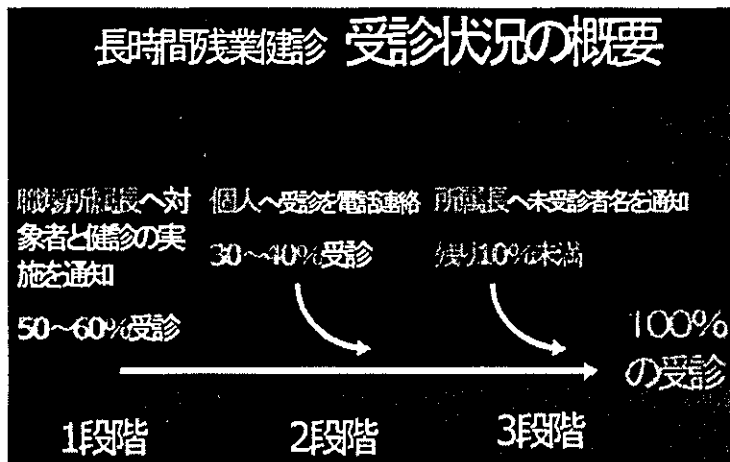 長時間残業健診 受診状況の概要
職場所属長へ対
象者と健診の実
施を通知
50～60%受診
個人へ受診を電話連絡
30～40%受診
所属長へ未受診者名を通知
残り10%未満
100%
の受診
1段階
2段階
3段階